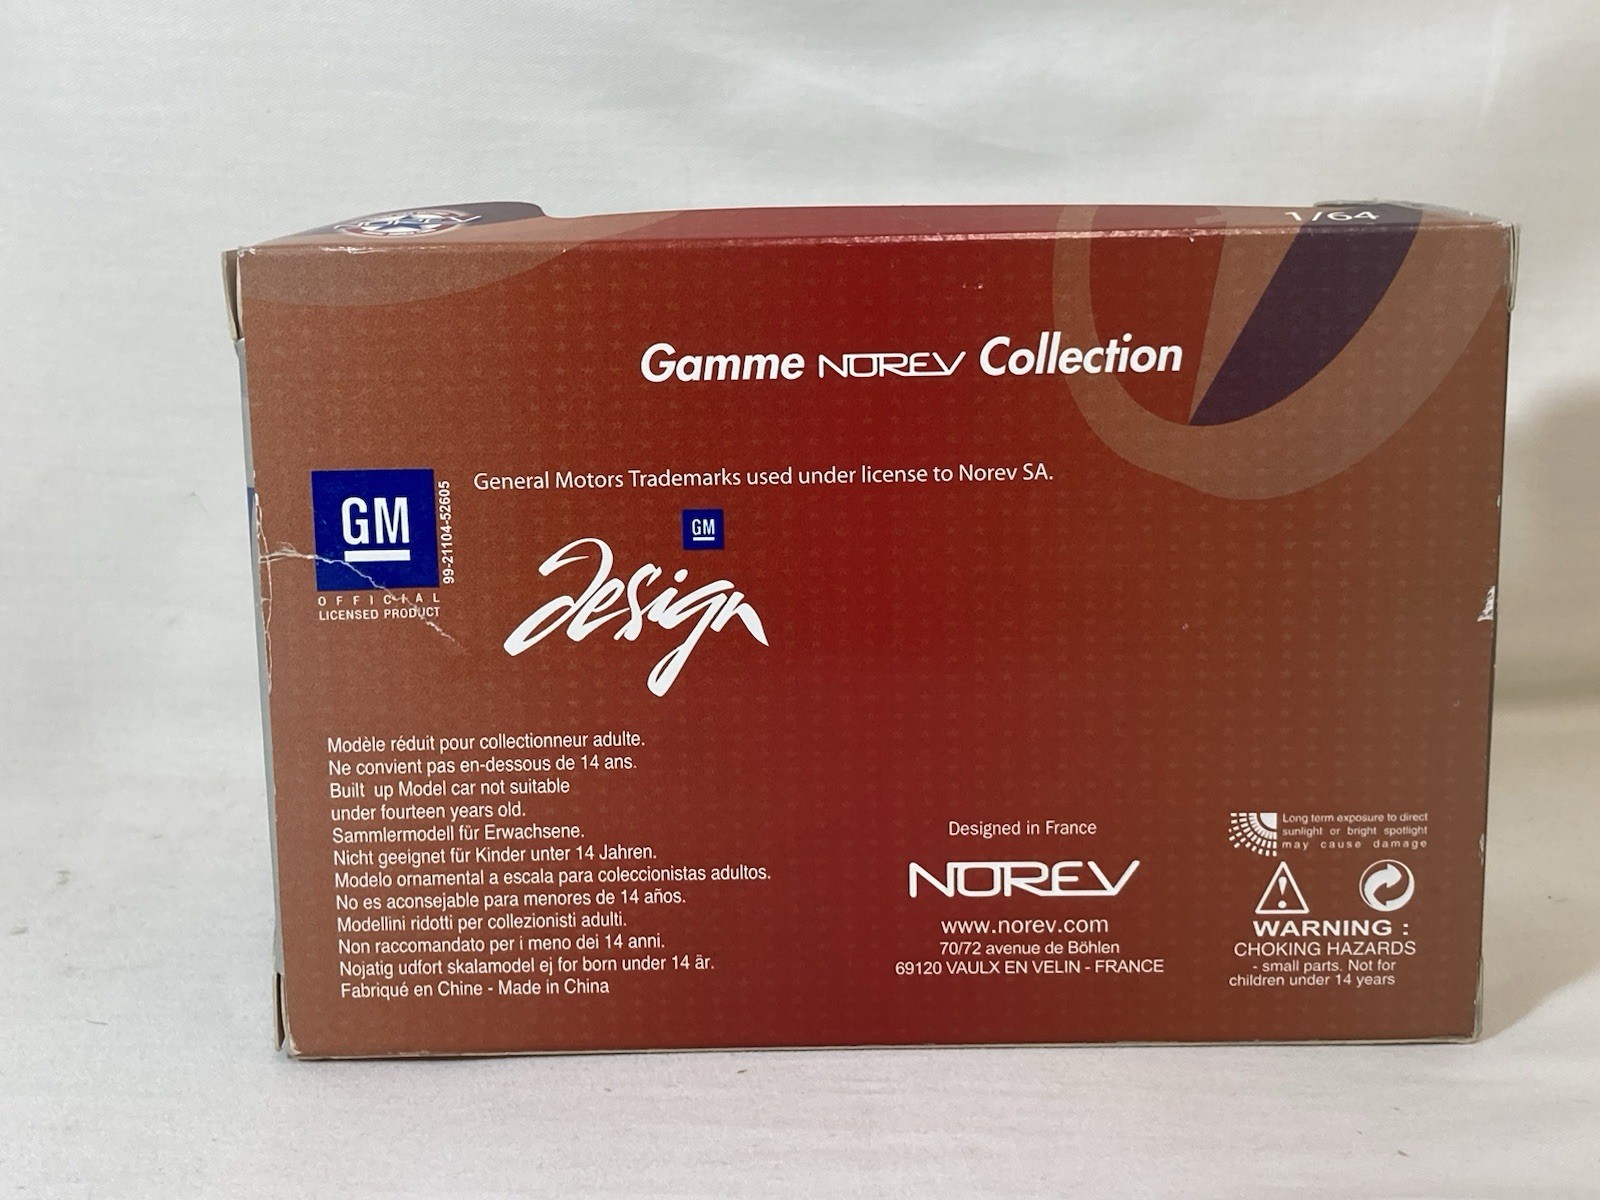 1/64
Gamme NOREV Collection
General Motors Trademarks used under license to Norev SA.
GM
99-21104-52605
OFFICIAL
LICENSED PRODUCT
GM
design
Modèle réduit pour collectionneur adulte.
Ne convient pas en-dessous de 14 ans.
Built up Model car not suitable
under fourteen years old.
Sammlermodell für Erwachsene.
Nicht geeignet für Kinder unter 14 Jahren.
Modelo ornamental a escala para coleccionistas adultos.
No es aconsejable para menores de 14 años.
Modellini ridotti per collezionisti adulti.
Non raccomandato per i meno dei 14 anni.
Nojatig udfort skalamodel ej for born under 14 är.
Fabriqué en Chine - Made in China
Designed in France
NOREV
www.norev.com
70/72 avenue de Böhlen
69120 VAULX EN VELIN - FRANCE
Long term exposure to direct
sunlight or bright spotlight
may cause damage
WARNING :
CHOKING HAZARDS
- small parts. Not for
children under 14 years